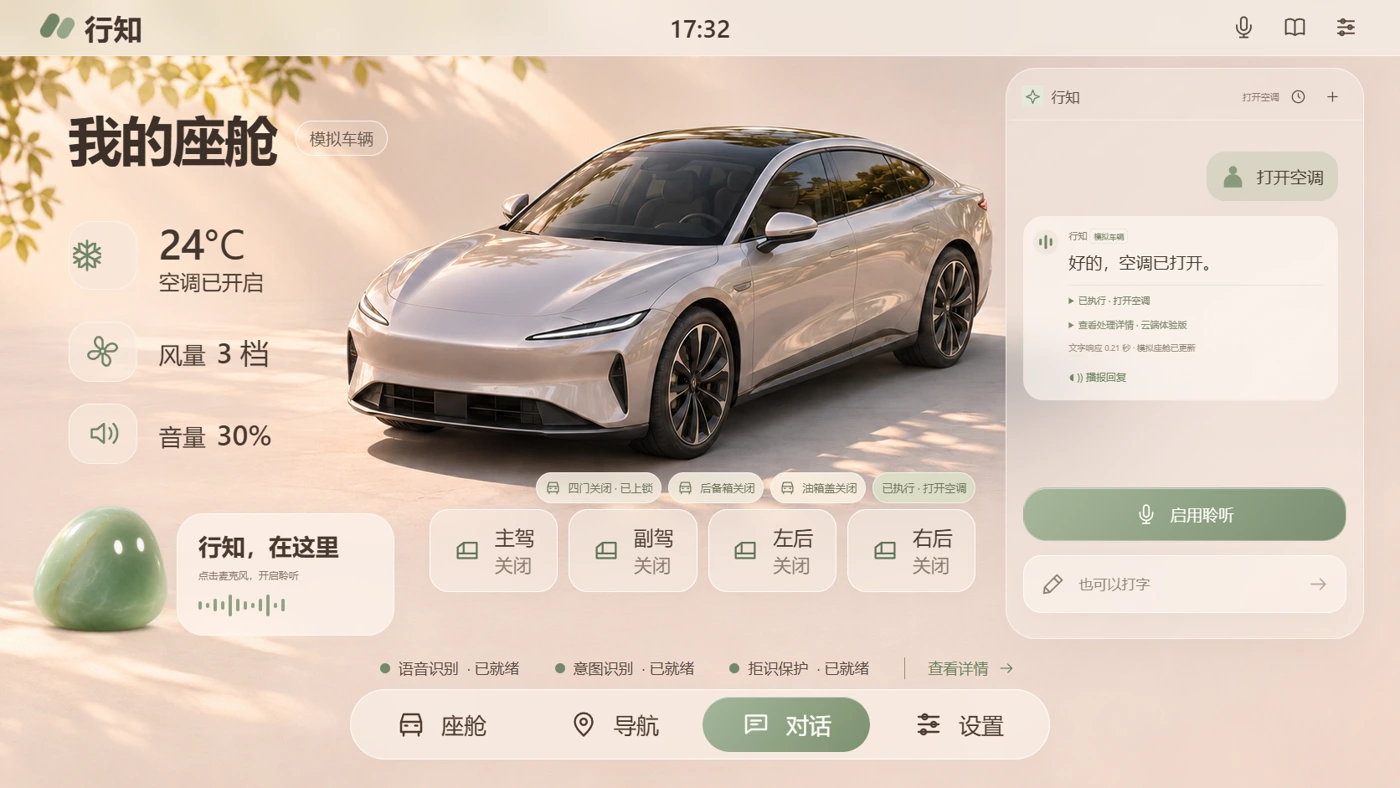 行知
17:32
我的座舱
模拟车辆
24°C
空调已开启
风量 3 档
音量 30%
行知，在这里
点击麦克风，开启聆听
四门关闭 · 已上锁
后备箱关闭
油箱盖关闭
已执行 · 打开空调
主驾
关闭
副驾
关闭
左后
关闭
右后
关闭
行知
打开空调
打开空调
行知 模拟车辆
好的，空调已打开。
已执行 · 打开空调
查看处理详情 · 云端体验版
文字响应 0.21 秒 · 模拟座舱已更新
播报回复
启用聆听
也可以打字
语音识别 · 已就绪
意图识别 · 已就绪
拒识保护 · 已就绪
查看详情
座舱
导航
对话
设置